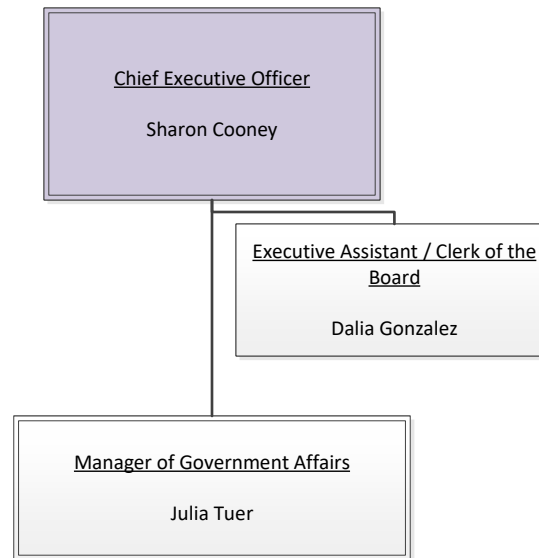 Chief Executive Officer
Sharon Cooney
Executive Assistant / Clerk of the
Board
Dalia Gonzalez
Manager of Government Affairs
Julia Tuer